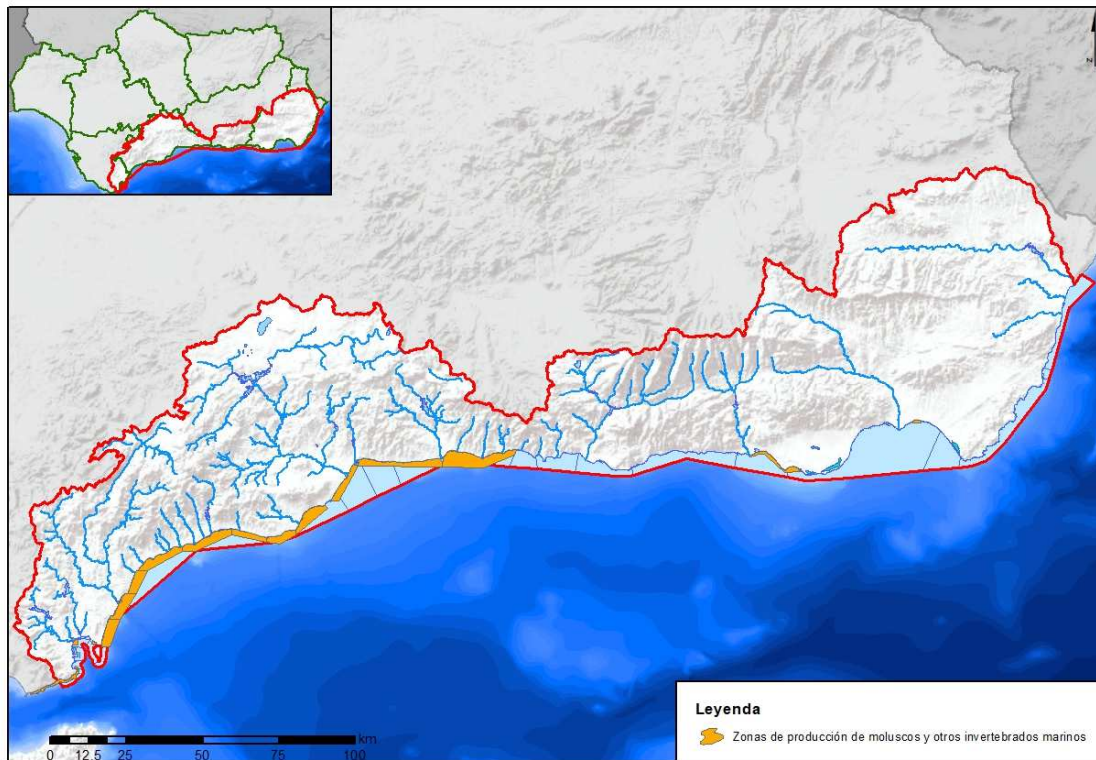 N
Leyenda
Zonas de producción de moluscos y otros invertebrados marinos
km
0 12.5 25 50 75 100